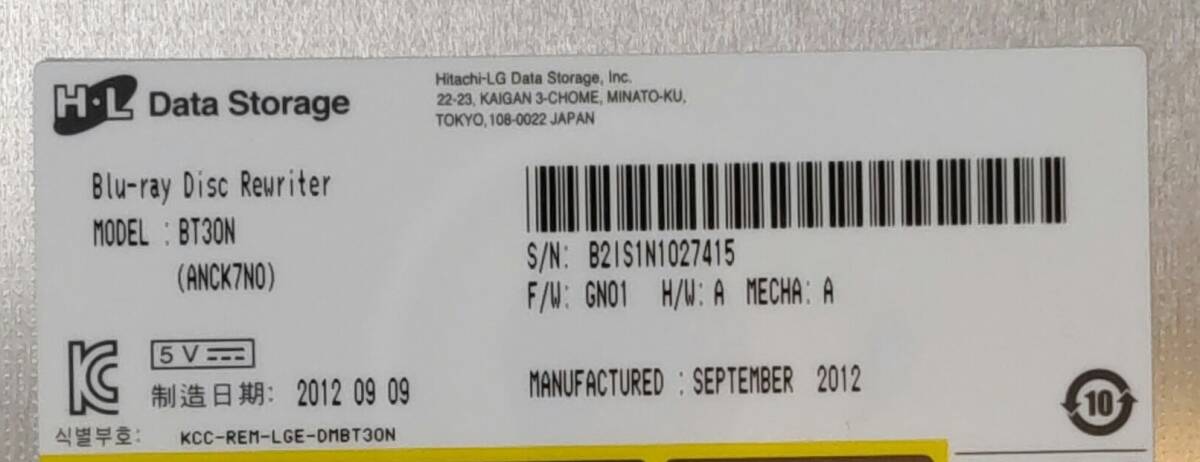 H·L Data Storage
Hitachi-LG Data Storage, Inc.
22-23, KAIGAN 3-CHOME, MINATO-KU,
TOKYO, 108-0022 JAPAN
Blu-ray Disc Rewriter
MODEL : BT30N
(ANCK7N0)
S/N: B2IS1N1027415
F/W: GN01 H/W: A MECHA: A
5 V
制造日期: 2012 09 09
MANUFACTURED : SEPTEMBER 2012
식별부호: KCC-REM-LGE-DMBT30N
10